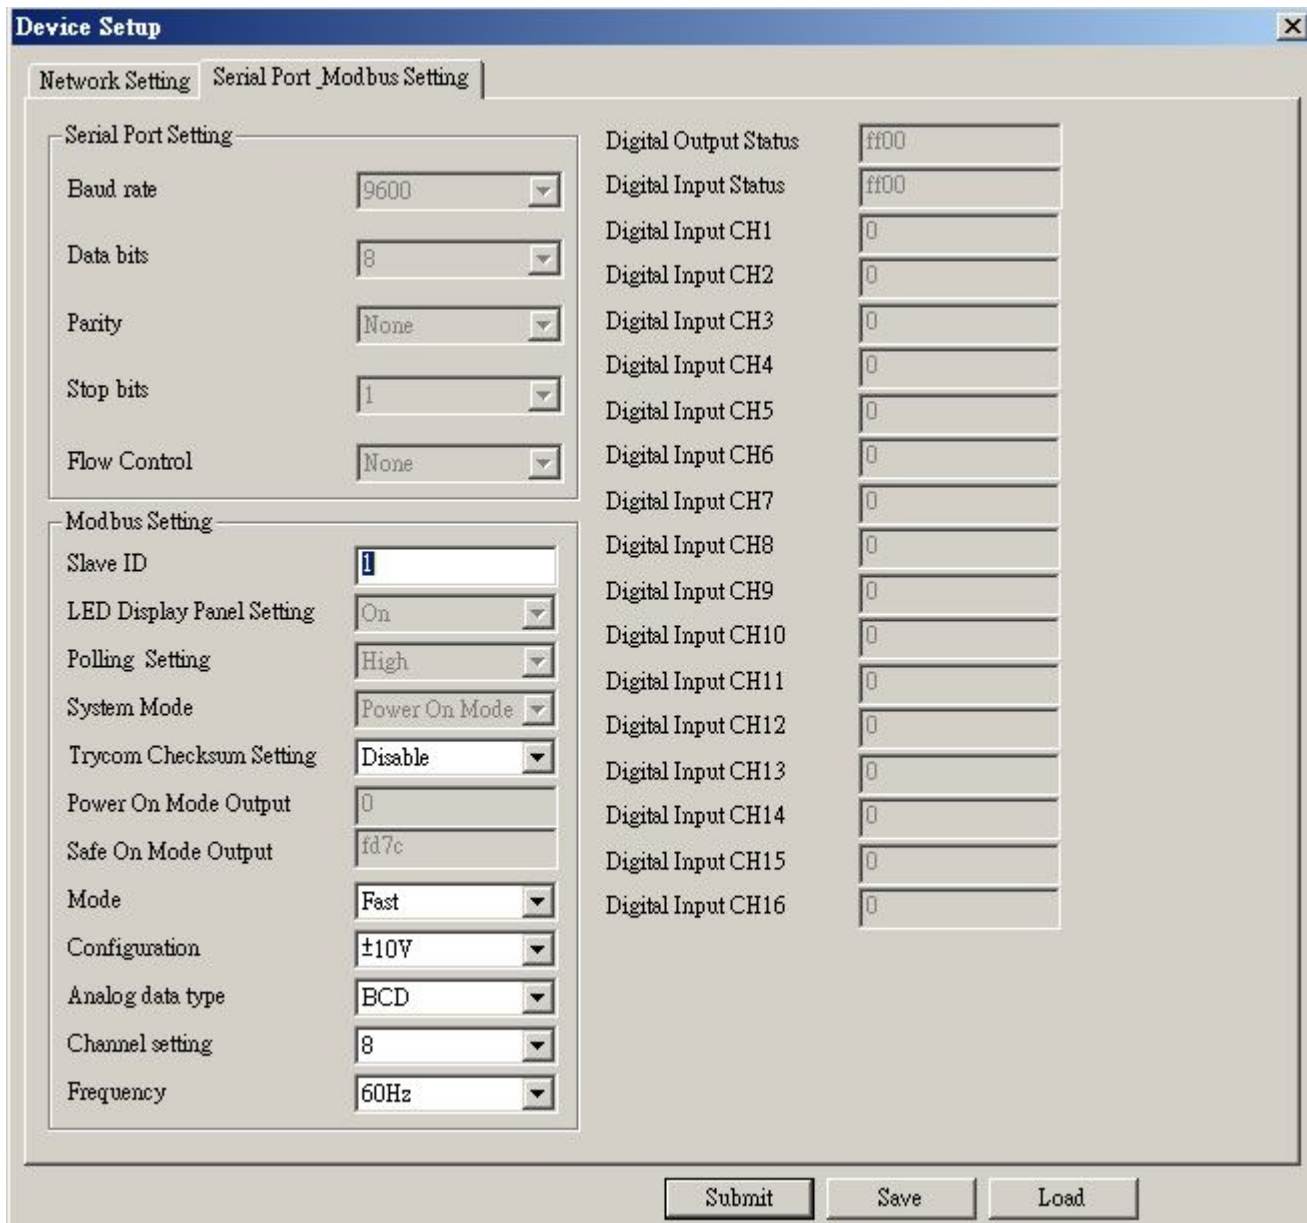 Device Setup
Network Setting
Serial Port _Modbus Setting
Serial Port Setting
Baud rate 9600
Data bits 8
Parity None
Stop bits 1
Flow Control None
Modbus Setting
Slave ID 1
LED Display Panel Setting On
Polling Setting High
System Mode Power On Mode
Trycom Checksum Setting Disable
Power On Mode Output 0
Safe On Mode Output fd7c
Mode Fast
Configuration ±10V
Analog data type BCD
Channel setting 8
Frequency 60Hz
Digital Output Status ff00
Digital Input Status ff00
Digital Input CH1 0
Digital Input CH2 0
Digital Input CH3 0
Digital Input CH4 0
Digital Input CH5 0
Digital Input CH6 0
Digital Input CH7 0
Digital Input CH8 0
Digital Input CH9 0
Digital Input CH10 0
Digital Input CH11 0
Digital Input CH12 0
Digital Input CH13 0
Digital Input CH14 0
Digital Input CH15 0
Digital Input CH16 0
Submit Save Load